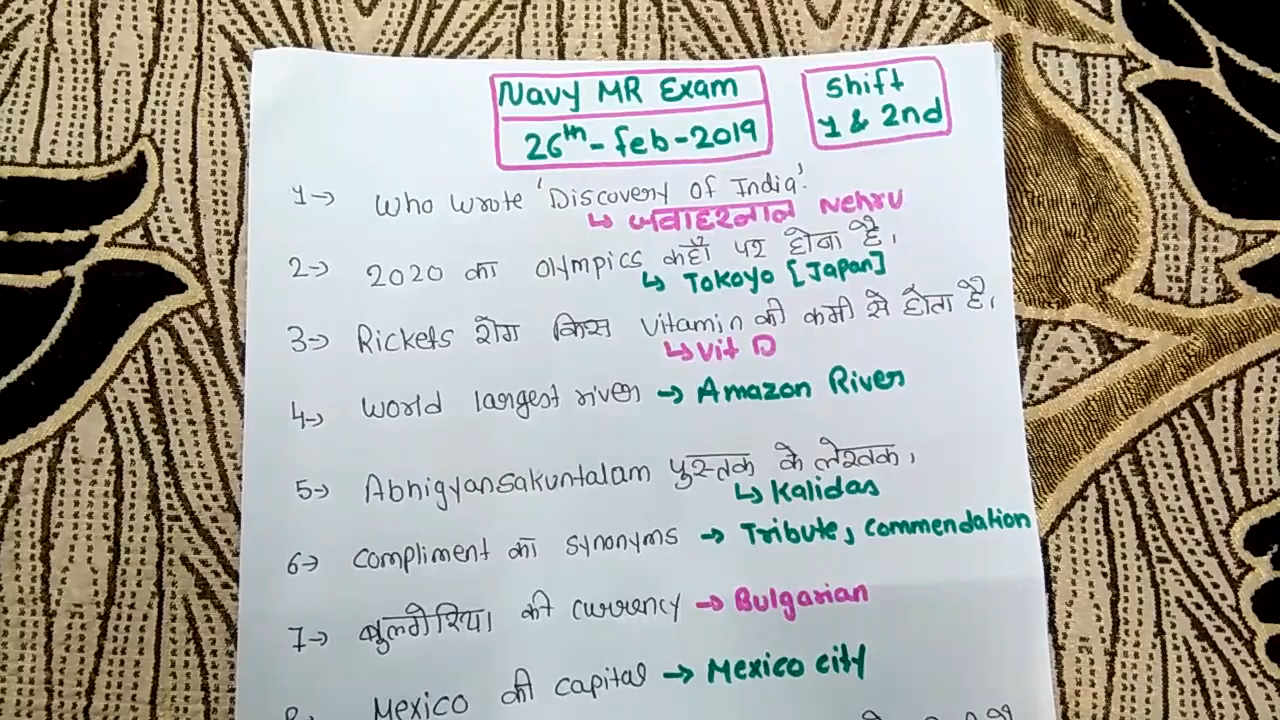 Navy MR Exam
26th-feb-2019
Shift
1 & 2nd
1→ Who wrote 'Discovery of India'.
↳ जवाहरलाल Nehru
2→ 2020 का Olympics कहाँ पर होना है।
↳ Tokoyo [Japan]
3→ Rickets रोग किस Vitamin की कमी से होता है।
↳ Vit D
4→ World largest river → Amazon River
5→ Abhigyansakuntalam पुस्तक के लेखक,
↳ Kalidas
6→ Compliment का synonyms → Tribute, Commendation
7→ बुल्गेरिया की currency → Bulgarian
Mexico की capital → Mexico city